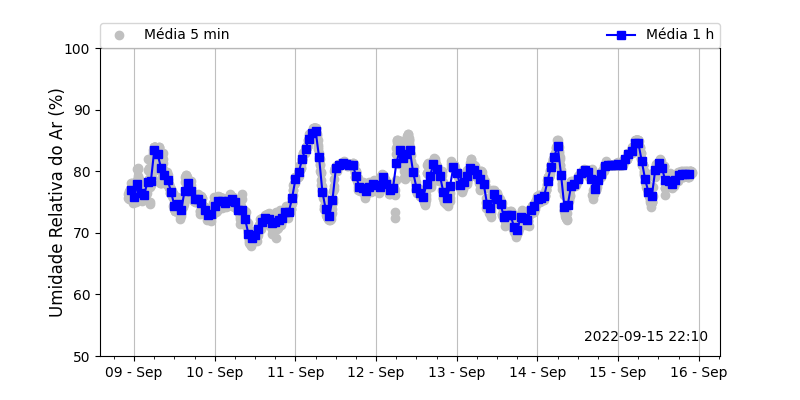 Média 5 min
Média 1 h
Umidade Relativa do Ar (%)
100
90
80
70
60
50
2022-09-15 22:10
09 - Sep
10 - Sep
11 - Sep
12 - Sep
13 - Sep
14 - Sep
15 - Sep
16 - Sep